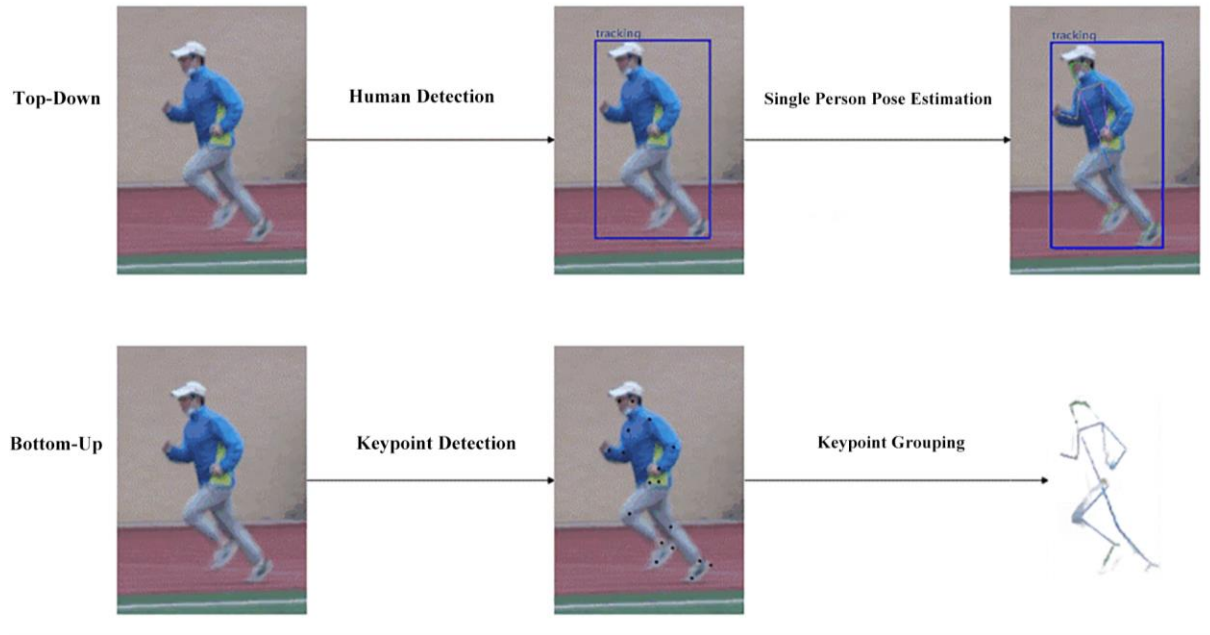 tracking
tracking
Top-Down
Human Detection
Single Person Pose Estimation
Bottom-Up
Keypoint Detection
Keypoint Grouping